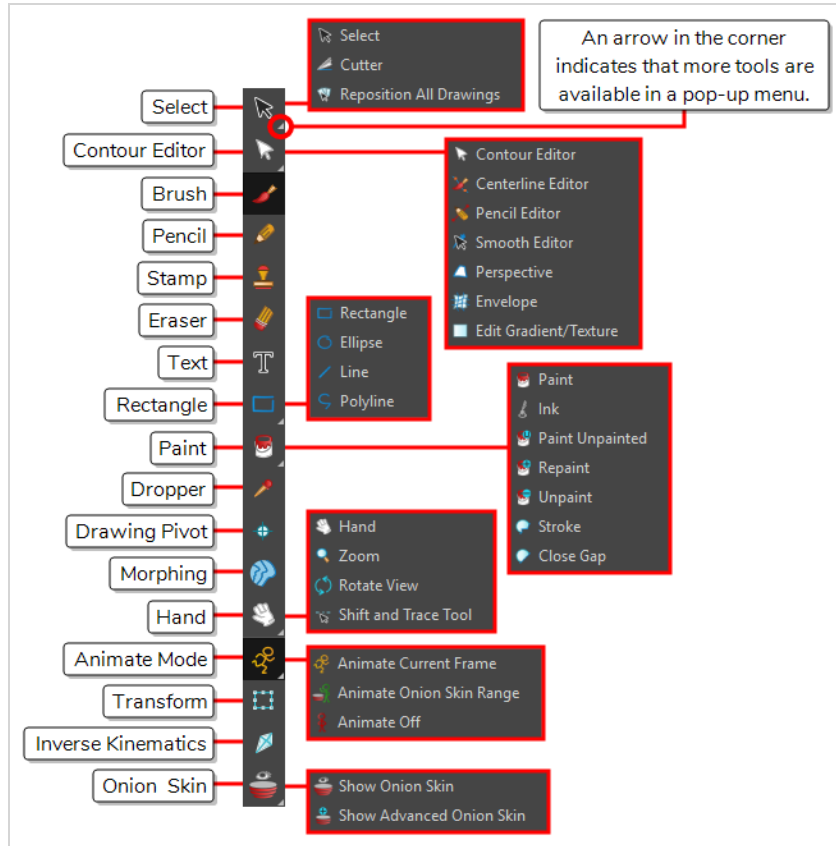 Select
Cutter
Reposition All Drawings
An arrow in the corner
indicates that more tools are
available in a pop-up menu.
Select
Contour Editor
Brush
Pencil
Stamp
Eraser
Text
Rectangle
Paint
Dropper
Drawing Pivot
Morphing
Hand
Animate Mode
Transform
Inverse Kinematics
Onion Skin
Contour Editor
Centerline Editor
Pencil Editor
Smooth Editor
Perspective
Envelope
Edit Gradient/Texture
Rectangle
Ellipse
Line
Polyline
Paint
Ink
Paint Unpainted
Repaint
Unpaint
Stroke
Close Gap
Hand
Zoom
Rotate View
Shift and Trace Tool
Animate Current Frame
Animate Onion Skin Range
Animate Off
Show Onion Skin
Show Advanced Onion Skin